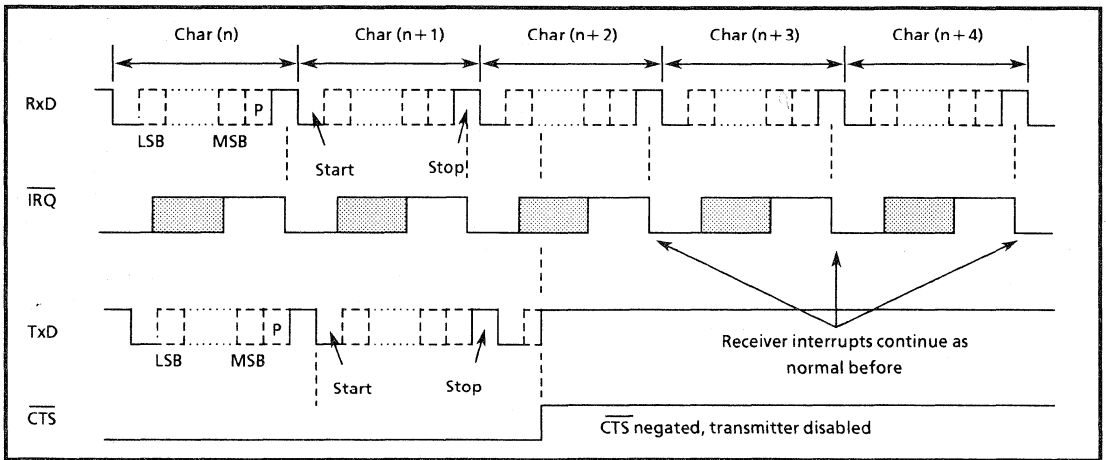 Char (n) Char (n + 1) Char (n + 2) Char (n + 3) Char (n + 4)
RxD
P
LSB MSB
Start Stop
IRQ
TxD
P
LSB MSB
Start Stop
Receiver interrupts continue as
normal before
CTS
CTS negated, transmitter disabled